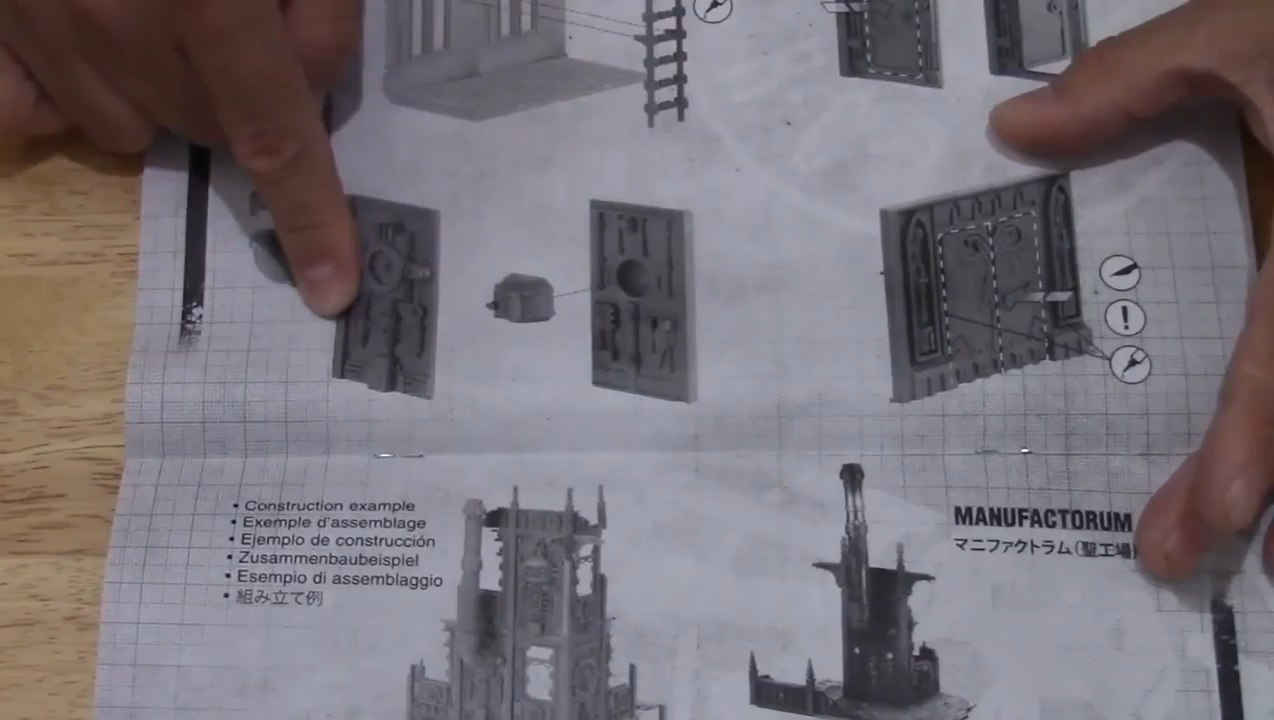 • Construction example
• Exemple d'assemblage
• Ejemplo de construcción
• Zusammenbaubeispiel
• Esempio di assemblaggio
• 組み立て例
MANUFACTORUM
マニファクトラム(聖工場